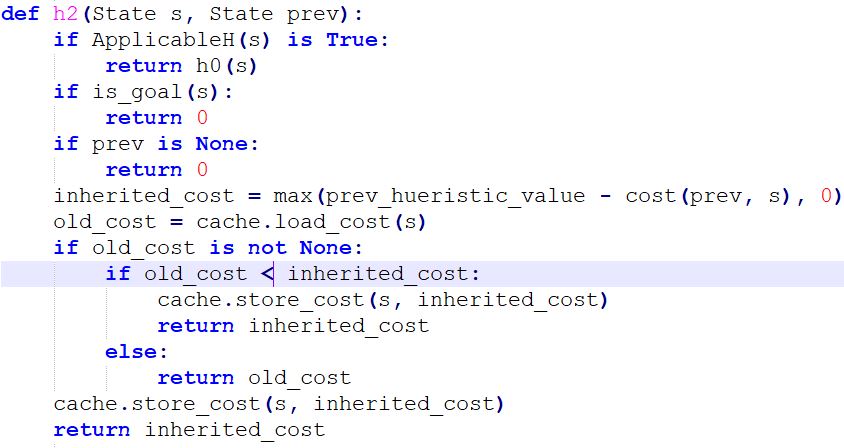 def h2(State s, State prev):
    if ApplicableH(s) is True:
        return h0(s)
    if is_goal(s):
        return 0
    if prev is None:
        return 0
    inherited_cost = max(prev_hueristic_value - cost(prev, s), 0)
    old_cost = cache.load_cost(s)
    if old_cost is not None:
        if old_cost < inherited_cost:
            cache.store_cost(s, inherited_cost)
            return inherited_cost
        else:
            return old_cost
    cache.store_cost(s, inherited_cost)
    return inherited_cost